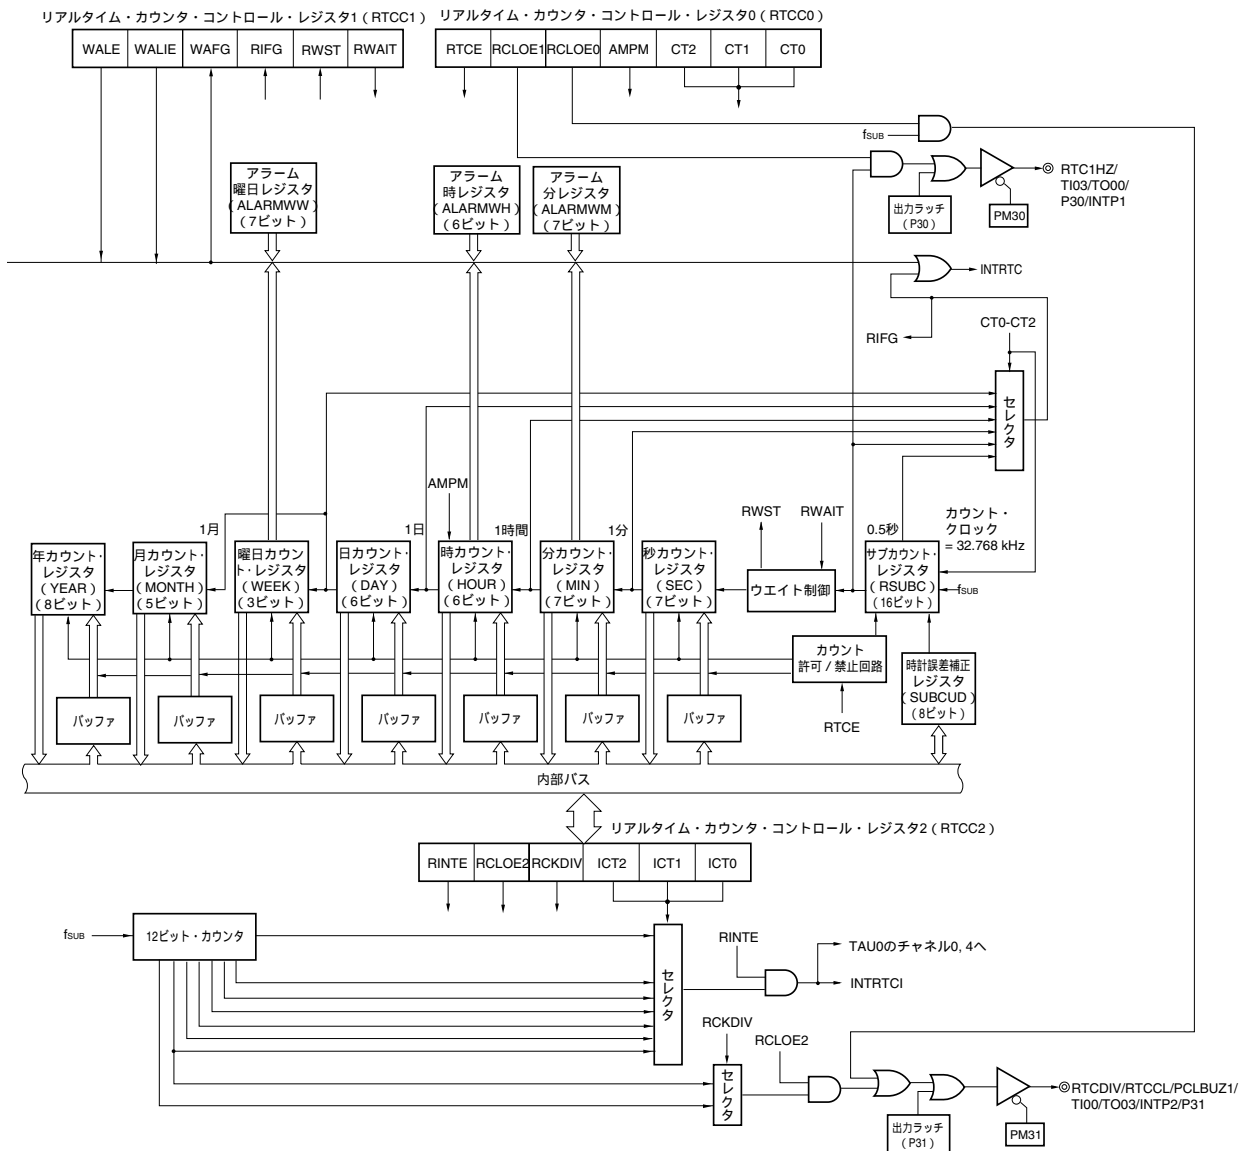 リアルタイム・カウンタ・コントロール・レジスタ1（RTCC1）
リアルタイム・カウンタ・コントロール・レジスタ0（RTCC0）
WALE WALIE WAFG RIFG RWST RWAIT
RTCE RCLOE1 RCLOE0 AMPM CT2 CT1 CT0
fSUB
アラーム
曜日レジスタ
（ALARMWW）
（7ビット）
アラーム
時レジスタ
（ALARMWH）
（6ビット）
アラーム
分レジスタ
（ALARMWM）
（7ビット）
出力ラッチ
（P30）
PM30
RTC1HZ/
TI03/TO00/
P30/INTP1
INTRTC
RIFG
CT0-CT2
セレクタ
AMPM
RWST
RWAIT
カウント・
クロック
= 32.768 kHz
1月
1日
1時間
1分
0.5秒
年カウント・
レジスタ
（YEAR）
（8ビット）
月カウント・
レジスタ
（MONTH）
（5ビット）
曜日カウン
ト・レジスタ
（WEEK）
（3ビット）
日カウント・
レジスタ
（DAY）
（6ビット）
時カウント・
レジスタ
（HOUR）
（6ビット）
分カウント・
レジスタ
（MIN）
（7ビット）
秒カウント・
レジスタ
（SEC）
（7ビット）
ウエイト制御
サブカウント・
レジスタ
（RSUBC）
（16ビット）
fSUB
カウント
許可 / 禁止回路
RTCE
時計誤差補正
レジスタ
（SUBCUD）
（8ビット）
バッファ
バッファ
バッファ
バッファ
バッファ
バッファ
バッファ
内部バス
リアルタイム・カウンタ・コントロール・レジスタ2（RTCC2）
RINTE RCLOE2 RCKDIV ICT2 ICT1 ICT0
fSUB
12ビット・カウンタ
セレクタ
RINTE
TAU0のチャネル0, 4へ
INTRTCI
RCKDIV
セレクタ
RCLOE2
出力ラッチ
（P31）
PM31
RTCDIV/RTCCL/PCLBUZ1/
TI00/TO03/INTP2/P31